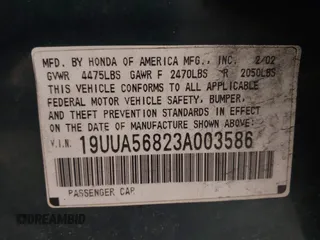 MFD. BY HONDA OF AMERICA MFG., INC. 2/02
GVWR 4475LBS GAWR F 2470LBS R 2050LBS
THIS VEHICLE CONFORMS TO ALL APPLICABLE
FEDERAL MOTOR VEHICLE SAFETY, BUMPER,
AND THEFT PREVENTION STANDARDS IN EFFECT
ON THE DATE OF MANUFACTURE SHOWN ABOVE.
V.I.N. 19UUA56823A003586
PASSENGER CAR
DREAMBID